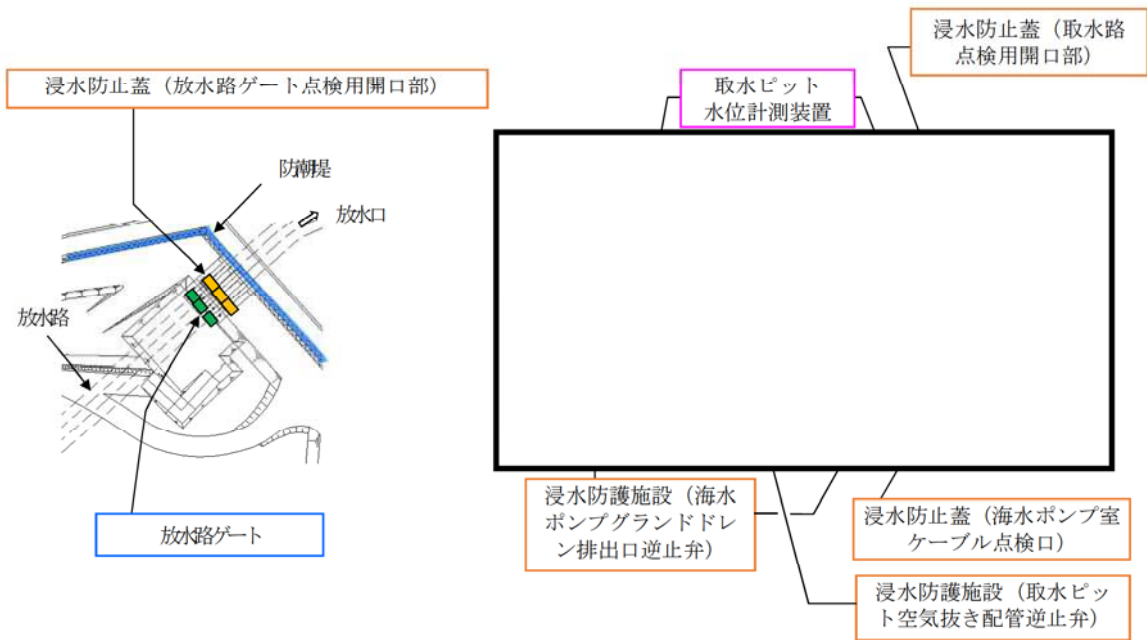 浸水防止蓋（取水路
点検用開口部）
浸水防止蓋（放水路ゲート点検用開口部）
取水ピット
水位計測装置
防潮堤
放水口
放水路
放水路ゲート
浸水防護施設（海水
ポンプグランドドレ
ン排出口逆止弁）
浸水防止蓋（海水ポンプ室
ケーブル点検口）
浸水防護施設（取水ピッ
ト空気抜き配管逆止弁）